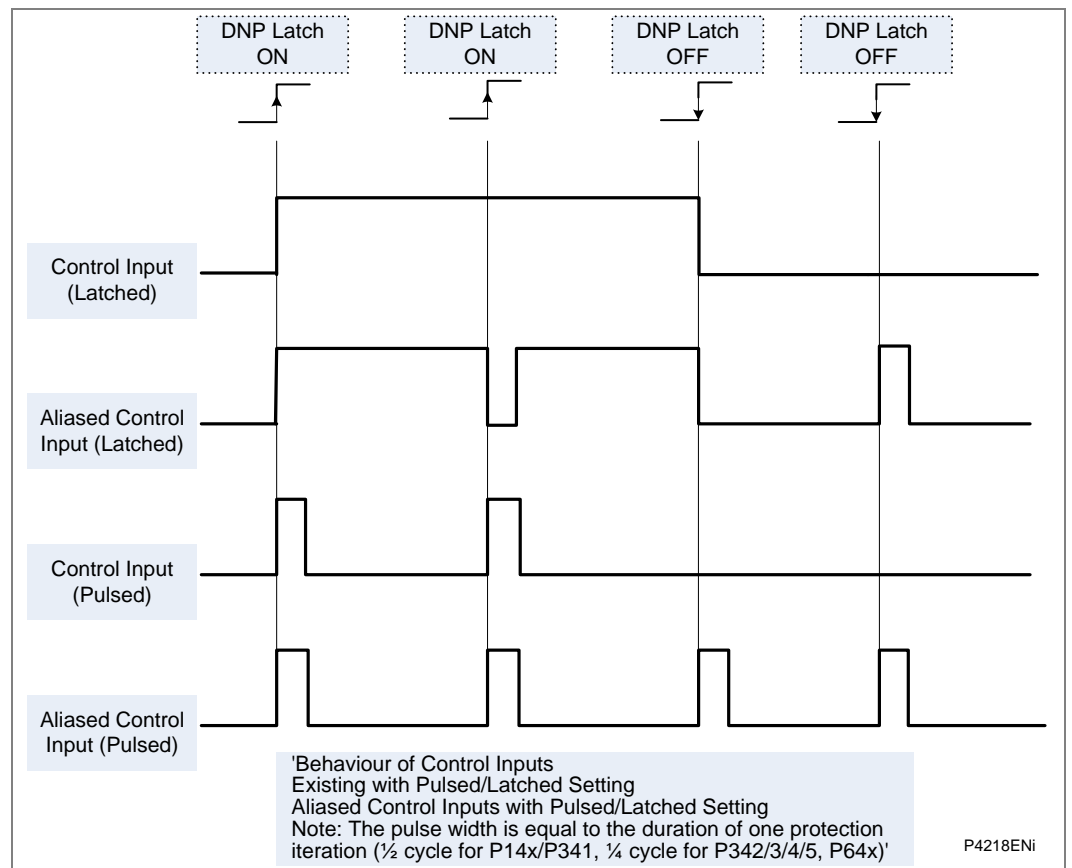 DNP Latch
ON
DNP Latch
ON
DNP Latch
OFF
DNP Latch
OFF
Control Input
(Latched)
Aliased Control
Input (Latched)
Control Input
(Pulsed)
Aliased Control
Input (Pulsed)
'Behaviour of Control Inputs
Existing with Pulsed/Latched Setting
Aliased Control Inputs with Pulsed/Latched Setting
Note: The pulse width is equal to the duration of one protection
iteration (½ cycle for P14x/P341, ¼ cycle for P342/3/4/5, P64x)'
P4218ENi